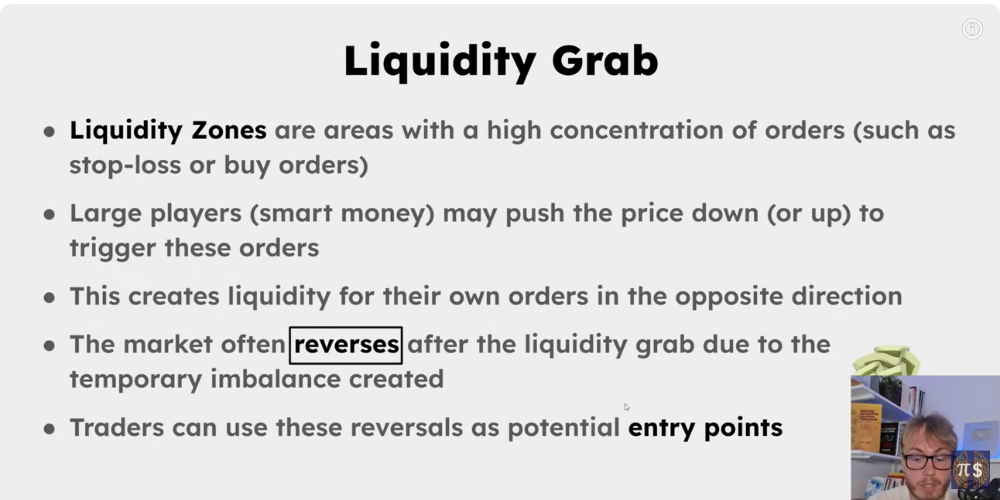 Liquidity Grab
● Liquidity Zones are areas with a high concentration of orders (such as
stop-loss or buy orders)
● Large players (smart money) may push the price down (or up) to
trigger these orders
● This creates liquidity for their own orders in the opposite direction
● The market often reverses after the liquidity grab due to the
temporary imbalance created
● Traders can use these reversals as potential entry points
π$